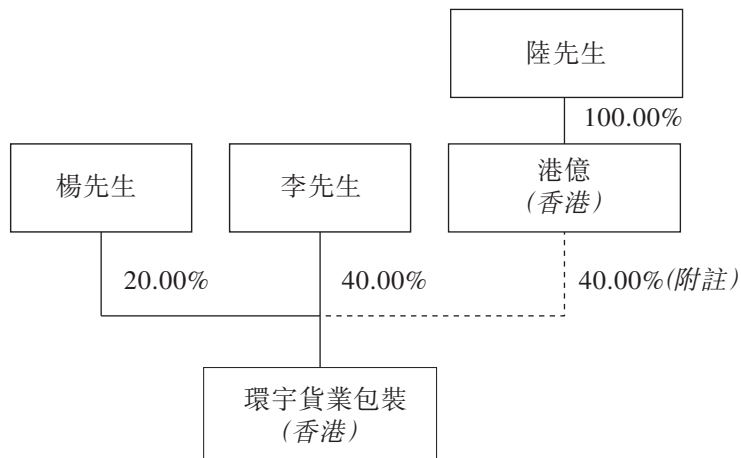 陸先生
100.00%
楊先生
李先生
港億
(香港)
20.00%
40.00%
40.00%(附註)
環宇貨業包裝
(香港)